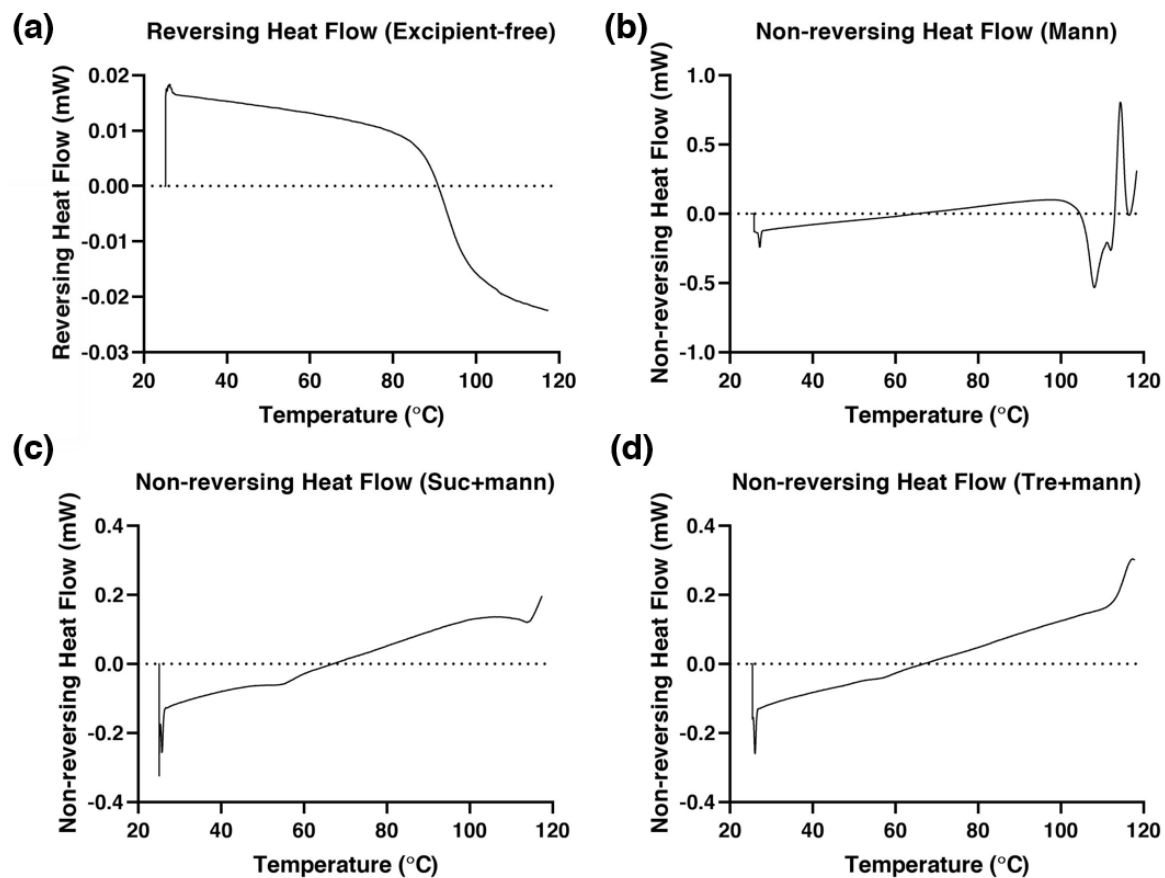 (a)
Reversing Heat Flow (Excipient-free)
Reversing Heat Flow (mW)
0.02
0.01
0.00
-0.01
-0.02
-0.03
20 40 60 80 100 120
Temperature (°C)
(b)
Non-reversing Heat Flow (Mann)
Non-reversing Heat Flow (mW)
1.0
0.5
0.0
-0.5
-1.0
20 40 60 80 100 120
Temperature (°C)
(c)
Non-reversing Heat Flow (Suc+mann)
Non-reversing Heat Flow (mW)
0.4
0.2
0.0
-0.2
-0.4
20 40 60 80 100 120
Temperature (°C)
(d)
Non-reversing Heat Flow (Tre+mann)
Non-reversing Heat Flow (mW)
0.4
0.2
0.0
-0.2
-0.4
20 40 60 80 100 120
Temperature (°C)